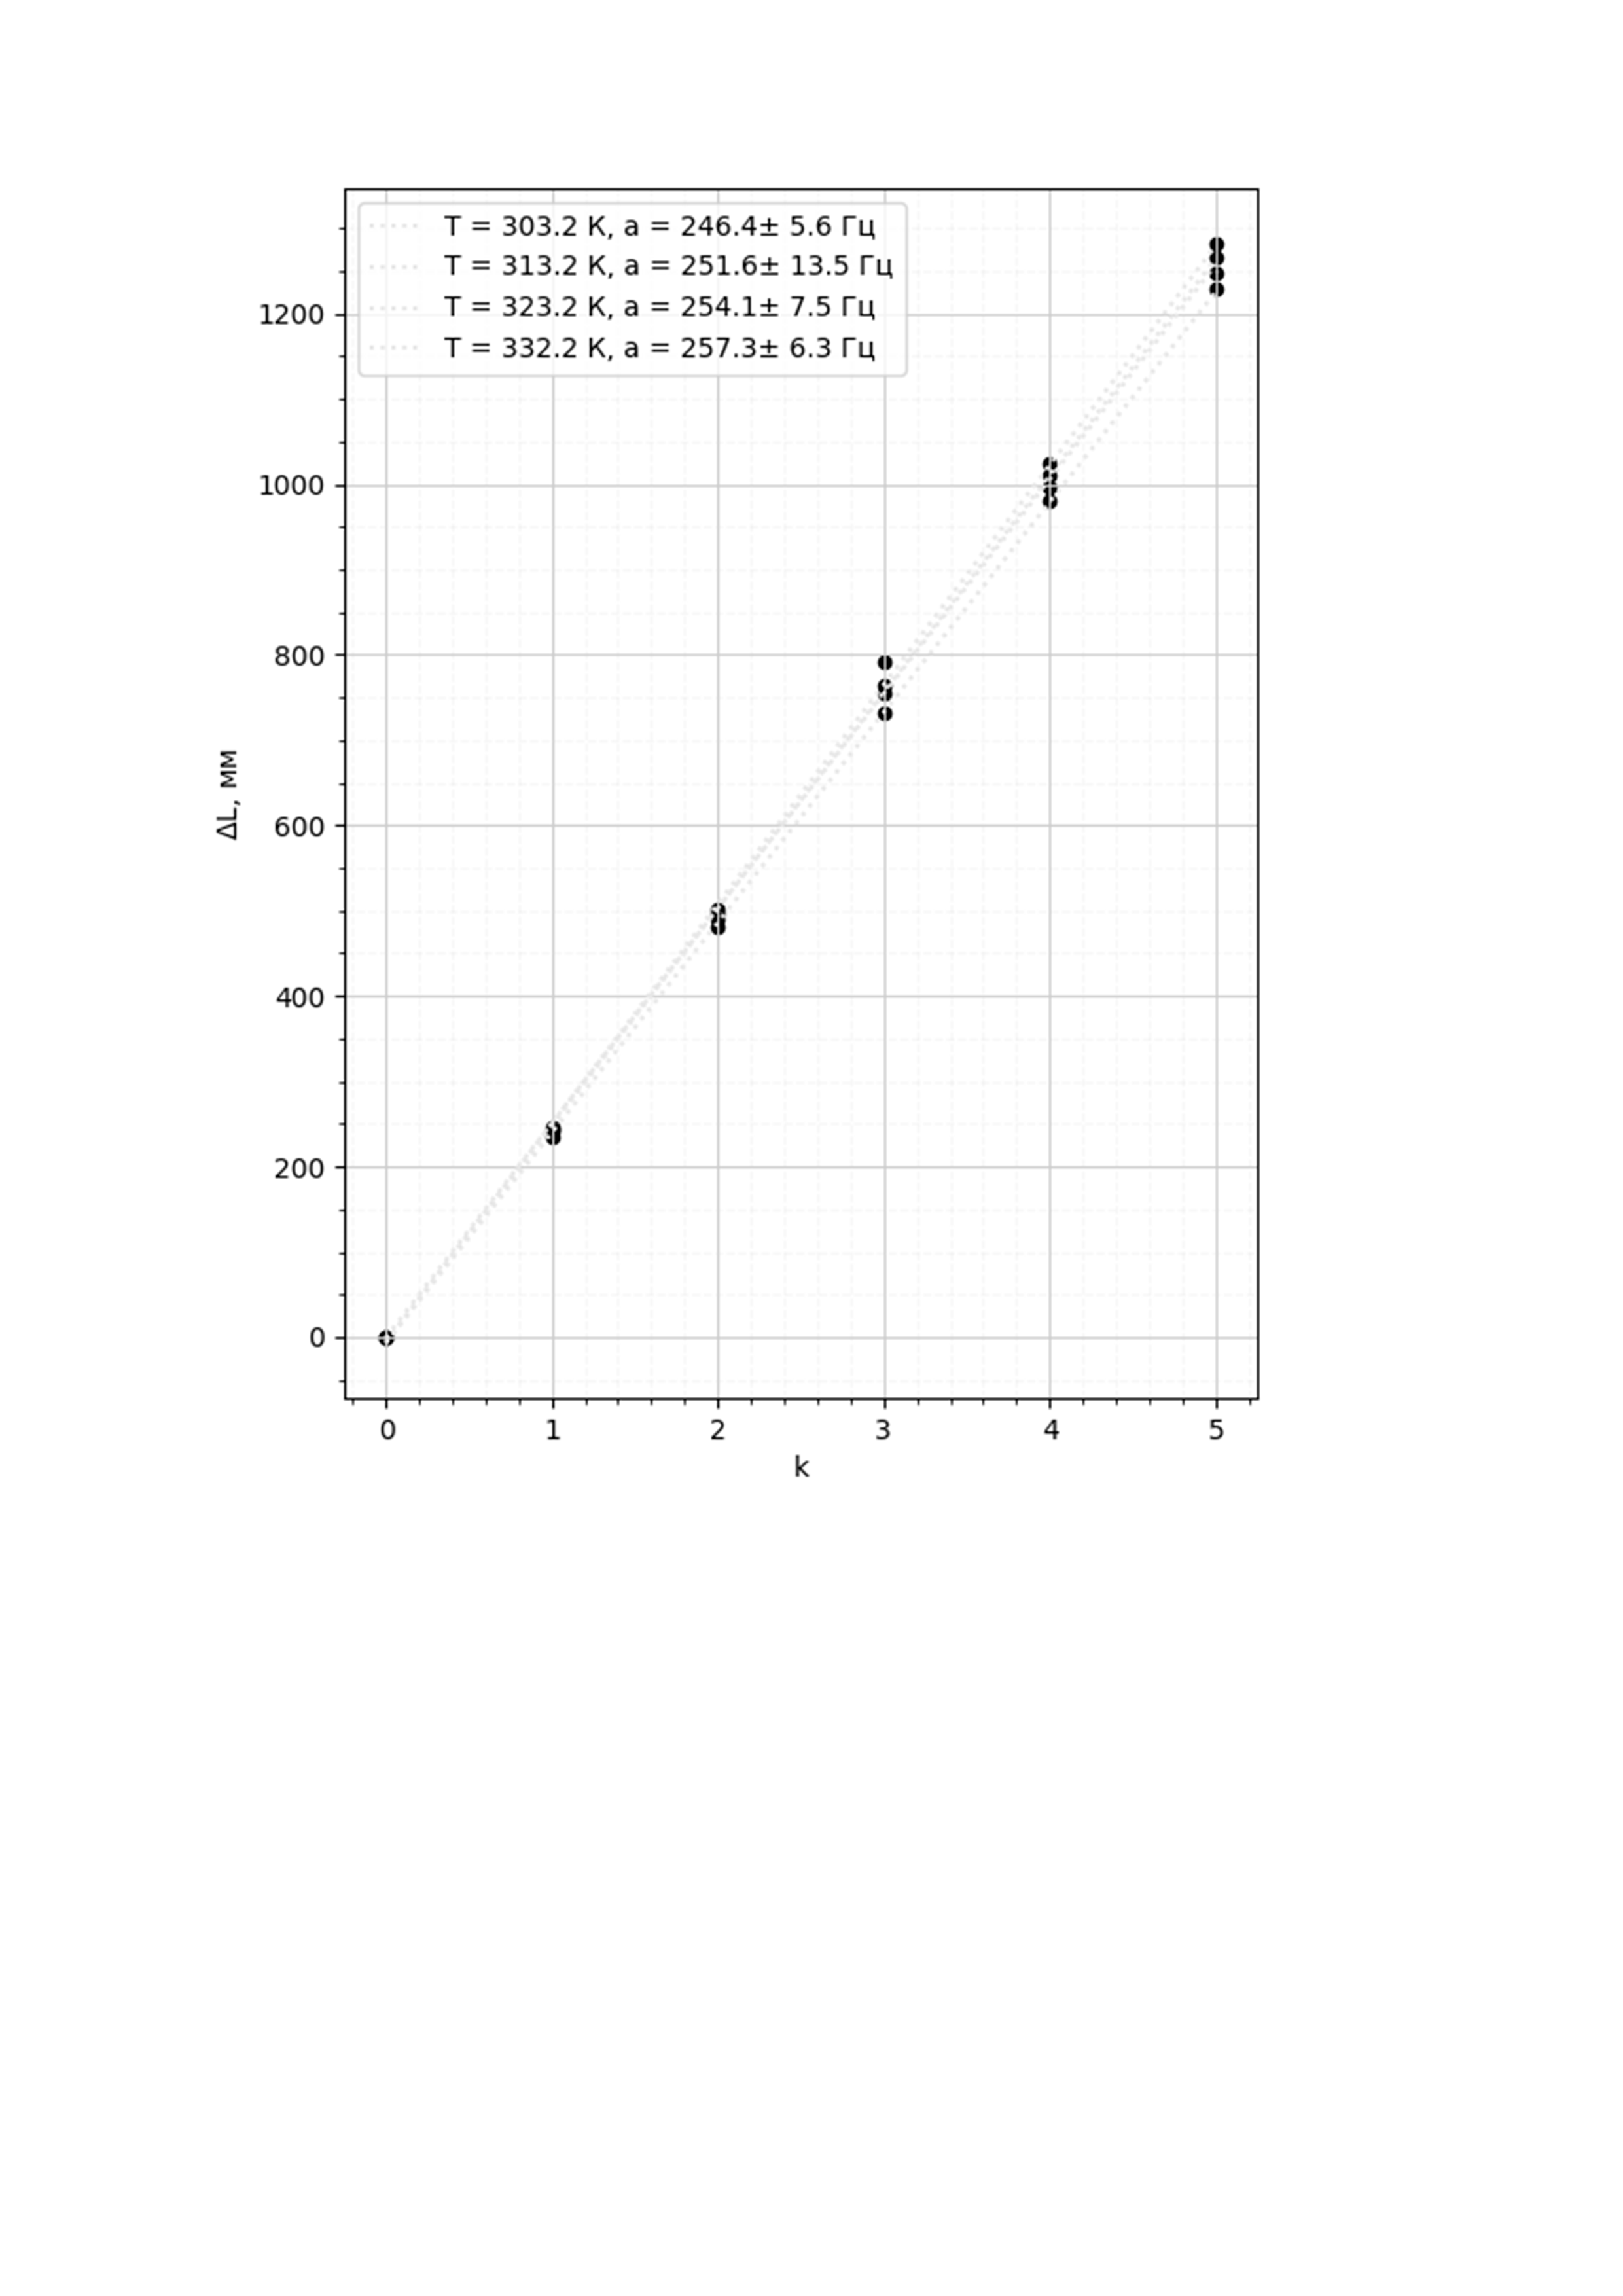 T = 303.2 К, a = 246.4± 5.6 Гц
T = 313.2 К, a = 251.6± 13.5 Гц
T = 323.2 К, a = 254.1± 7.5 Гц
T = 332.2 К, a = 257.3± 6.3 Гц
1200
1000
800
600
400
200
0
ΔL, мм
0 1 2 3 4 5
k